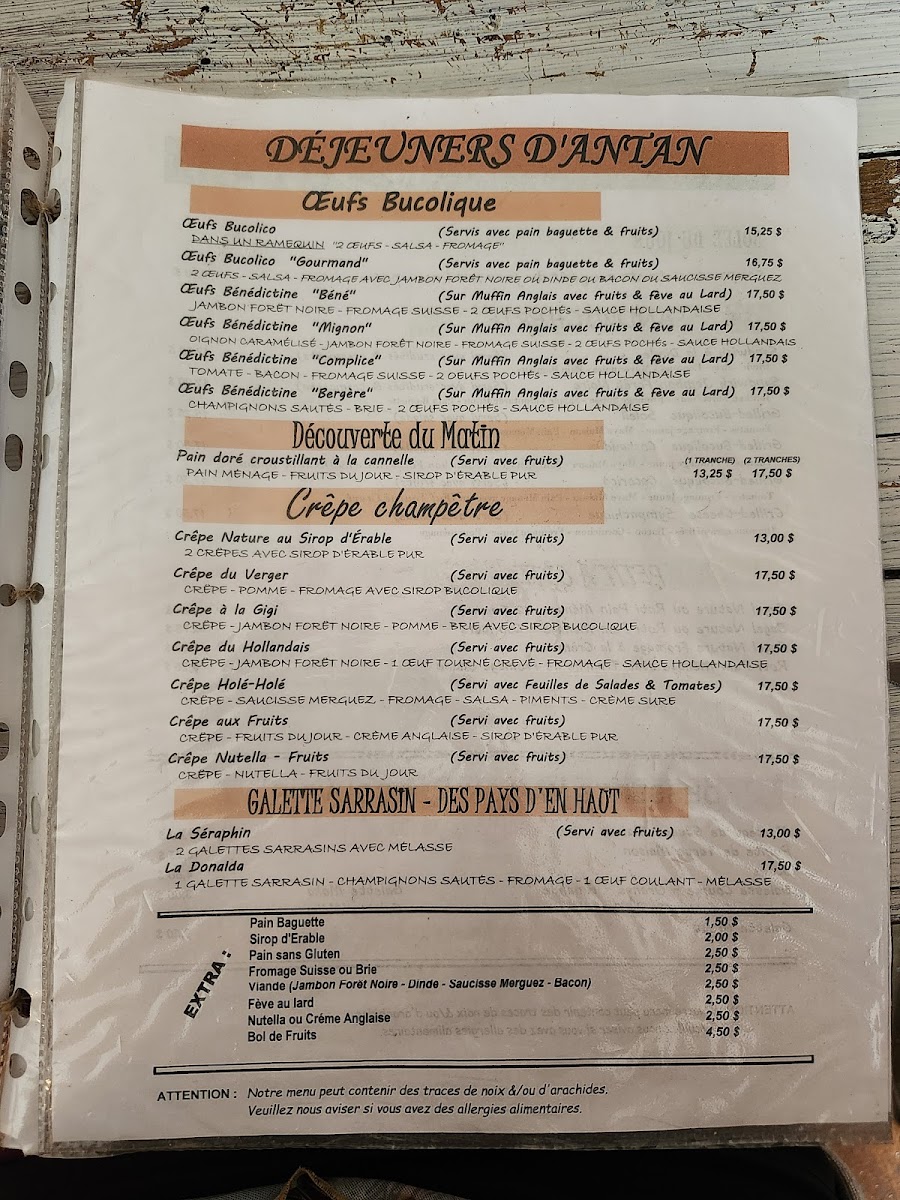 DÉJEUNERS D'ANTAN
Œufs Bucolique
Œufs Bucolico (Servis avec pain baguette & fruits) 15,25 $
DANS UN RAMEQUIN "2 ŒUFS - SALSA - FROMAGE"
Œufs Bucolico "Gourmand" (Servis avec pain baguette & fruits) 16,75 $
2 ŒUFS - SALSA - FROMAGE AVEC JAMBON FORÊT NOIRE OU DINDE OU BACON OU SAUCISSE MERGUEZ
Œufs Bénédictine "Béné" (Sur Muffin Anglais avec fruits & fève au Lard) 17,50 $
JAMBON FORÊT NOIRE - FROMAGE SUISSE - 2 ŒUFS POCHÉS - SAUCE HOLLANDAISE
Œufs Bénédictine "Mignon" (Sur Muffin Anglais avec fruits & fève au Lard) 17,50 $
OIGNON CARAMÉLISÉ - JAMBON FORÊT NOIRE - FROMAGE SUISSE - 2 ŒUFS POCHÉS - SAUCE HOLLANDAIS
Œufs Bénédictine "Complice" (Sur Muffin Anglais avec fruits & fève au Lard) 17,50 $
TOMATE - BACON - FROMAGE SUISSE - 2 OEUFS POCHÉS - SAUCE HOLLANDAISE
Œufs Bénédictine "Bergère" (Sur Muffin Anglais avec fruits & fève au Lard) 17,50 $
CHAMPIGNONS SAUTÉS - BRIE - 2 ŒUFS POCHÉS - SAUCE HOLLANDAISE
Découverte du Matin
Pain doré croustillant à la cannelle (Servi avec fruits) (1 TRANCHE) (2 TRANCHES)
PAIN MÉNAGE - FRUITS DU JOUR - SIROP D'ÉRABLE PUR 13,25 $ 17,50 $
Crêpe champêtre
Crêpe Nature au Sirop d'Érable (Servi avec fruits) 13,00 $
2 CRÊPES AVEC SIROP D'ÉRABLE PUR
Crêpe du Verger (Servi avec fruits) 17,50 $
CRÊPE - POMME - FROMAGE AVEC SIROP BUCOLIQUE
Crêpe à la Gigi (Servi avec fruits) 17,50 $
CRÊPE - JAMBON FORÊT NOIRE - POMME - BRIE AVEC SIROP BUCOLIQUE
Crêpe du Hollandais (Servi avec fruits) 17,50 $
CRÊPE - JAMBON FORÊT NOIRE - 1 ŒUF TOURNÉ CREVÉ - FROMAGE - SAUCE HOLLANDAISE
Crêpe Holé-Holé (Servi avec Feuilles de Salades & Tomates) 17,50 $
CRÊPE - SAUCISSE MERGUEZ - FROMAGE - SALSA - PIMENTS - CRÈME SURE
Crêpe aux Fruits (Servi avec fruits) 17,50 $
CRÊPE - FRUITS DU JOUR - CRÈME ANGLAISE - SIROP D'ÉRABLE PUR
Crêpe Nutella - Fruits (Servi avec fruits) 17,50 $
CRÊPE - NUTELLA - FRUITS DU JOUR
GALETTE SARRASIN - DES PAYS D'EN HAUT
La Séraphin (Servi avec fruits) 13,00 $
2 GALETTES SARRASINS AVEC MÉLASSE
La Donalda 17,50 $
1 GALETTE SARRASIN - CHAMPIGNONS SAUTÉS - FROMAGE - 1 ŒUF COULANT - MÉLASSE
EXTRA :
Pain Baguette 1,50 $
Sirop d'Erable 2,00 $
Pain sans Gluten 2,50 $
Fromage Suisse ou Brie 2,50 $
Viande (Jambon Forêt Noire - Dinde - Saucisse Merguez - Bacon) 2,50 $
Fève au lard 2,50 $
Nutella ou Créme Anglaise 2,50 $
Bol de Fruits 4,50 $
ATTENTION : Notre menu peut contenir des traces de noix &/ou d'arachides.
Veuillez nous aviser si vous avez des allergies alimentaires.